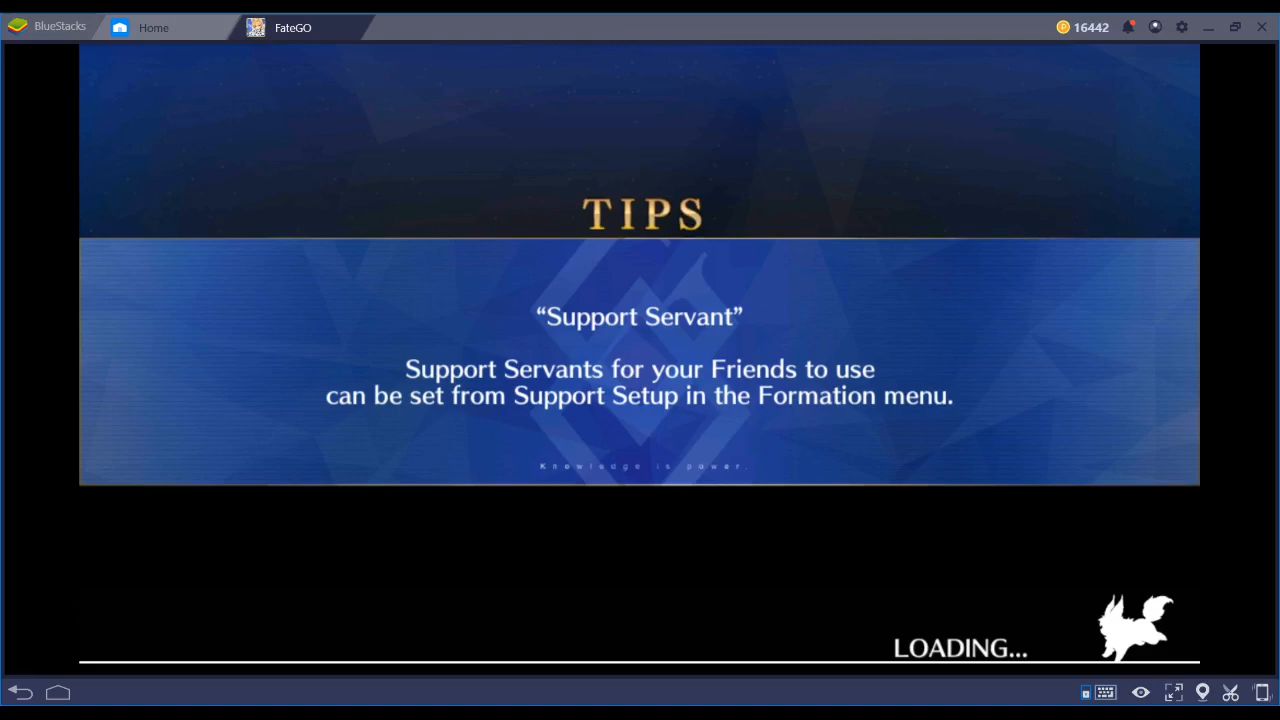 BlueStacks
Home
FateGO
16442
TIPS
“Support Servant”
Support Servants for your Friends to use
can be set from Support Setup in the Formation menu.
Knowledge is power.
LOADING...